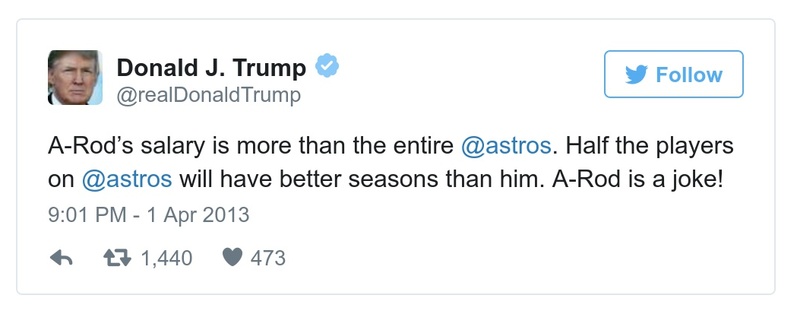 Donald J. Trump
@realDonaldTrump
Follow
A-Rod’s salary is more than the entire @astros. Half the players
on @astros will have better seasons than him. A-Rod is a joke!
9:01 PM - 1 Apr 2013
1,440 473